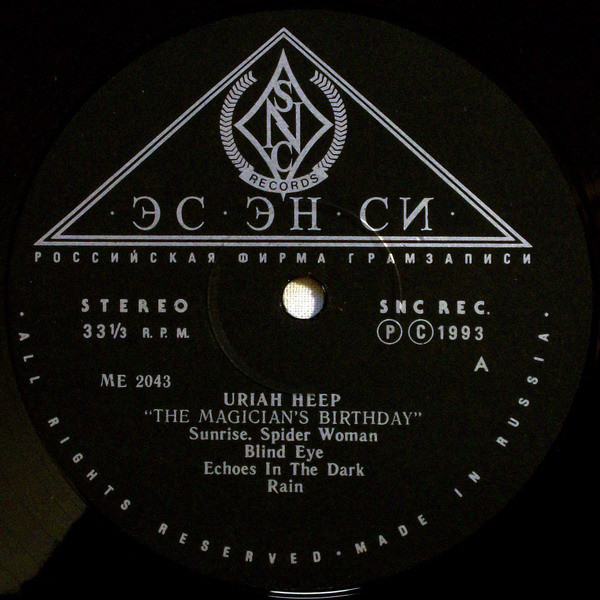 SNC
RECORDS
· ЭС · ЭН · СИ ·
РОССИЙСКАЯ ФИРМА ГРАМЗАПИСИ
STEREO
33 1/3 R. P. M.
SNC REC.
Ⓟ Ⓒ 1993
A
ME 2043
URIAH HEEP
“THE MAGICIAN'S BIRTHDAY”
Sunrise. Spider Woman
Blind Eye
Echoes In The Dark
Rain
· ALL RIGHTS RESERVED · MADE IN RUSSIA ·